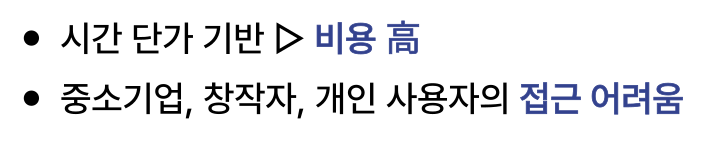 • 시간 단가 기반 ▷ 비용 高
• 중소기업, 창작자, 개인 사용자의 접근 어려움